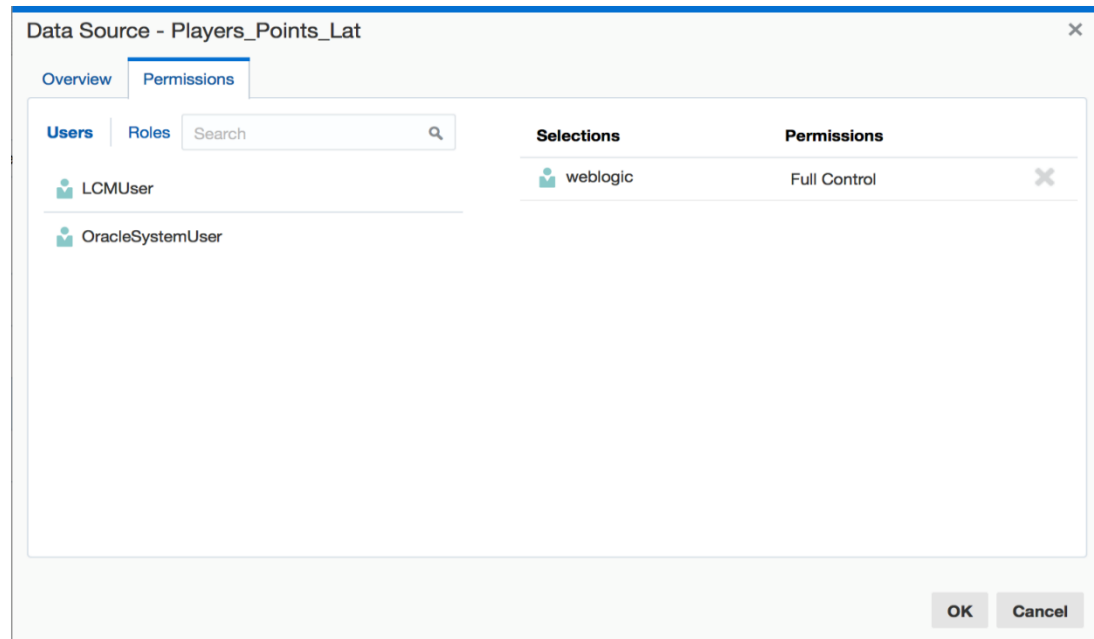 Data Source - Players_Points_Lat
Overview Permissions
Users Roles Search
LCMUser
OracleSystemUser
Selections Permissions
weblogic Full Control
OK Cancel